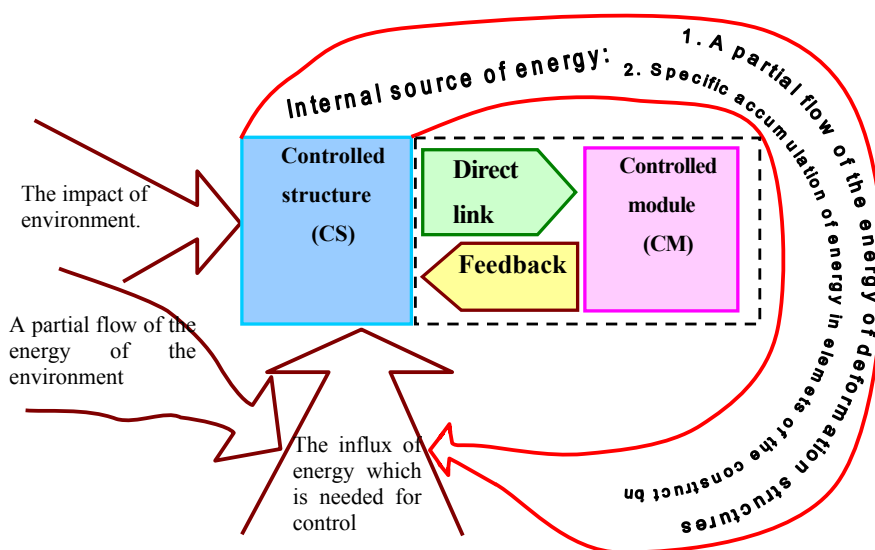 Internal source of energy:
1. A partial flow of the energy of deformation structures
2. Specific accumulation of energy in elemets of the construct bn
Controlled
structure
(CS)
Direct
link
Feedback
Controlled
module
(CM)
The impact of
environment.
A partial flow of the
energy of the
environment
The influx of
energy which
is needed for
control